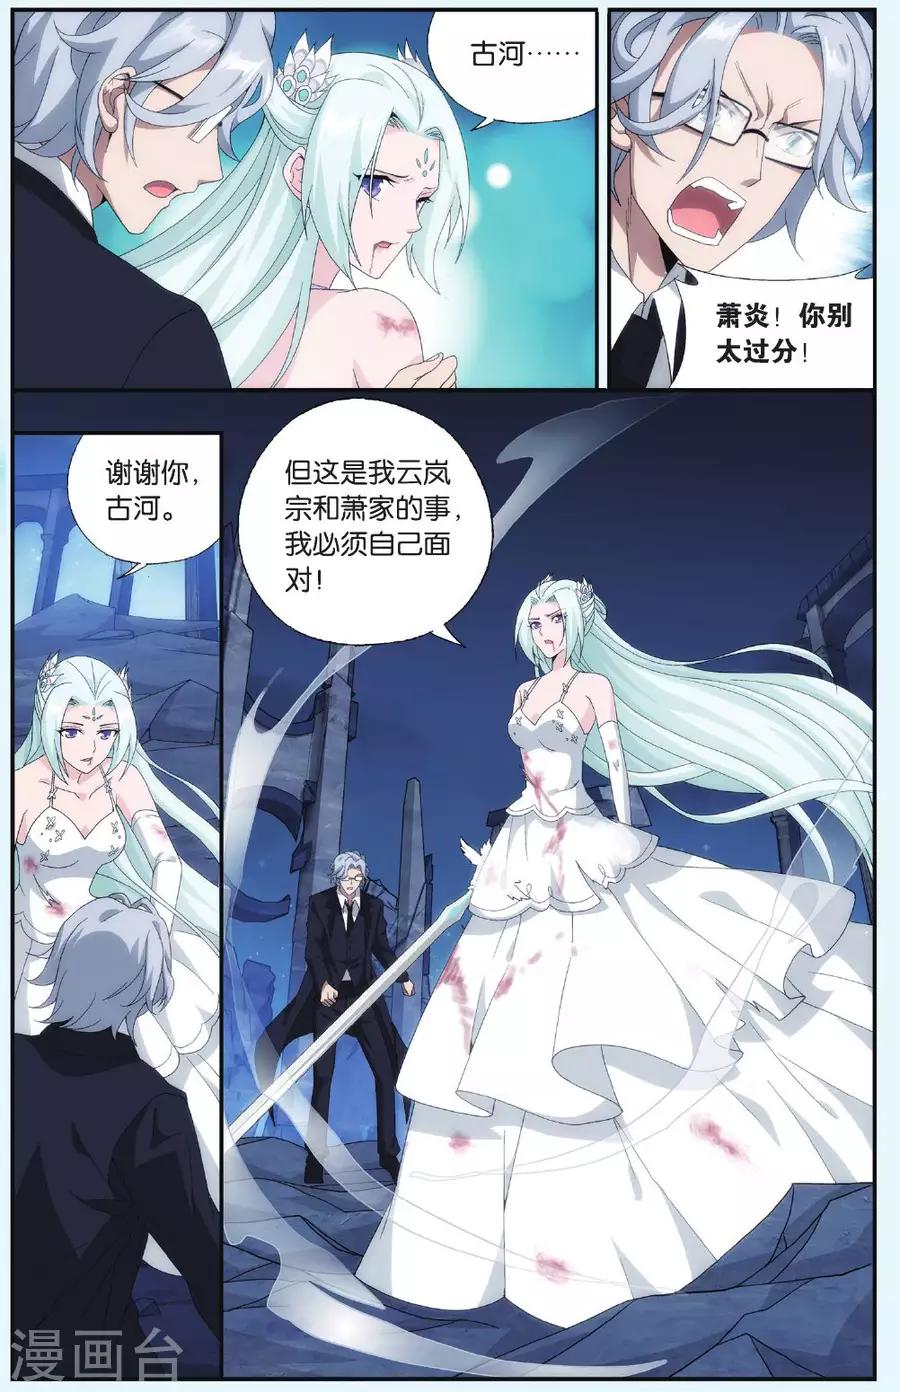 古河……
萧炎！你别
太过分！
谢谢你，
古河。
但这是我云岚
宗和萧家的事，
我必须自己面
对！
漫画台